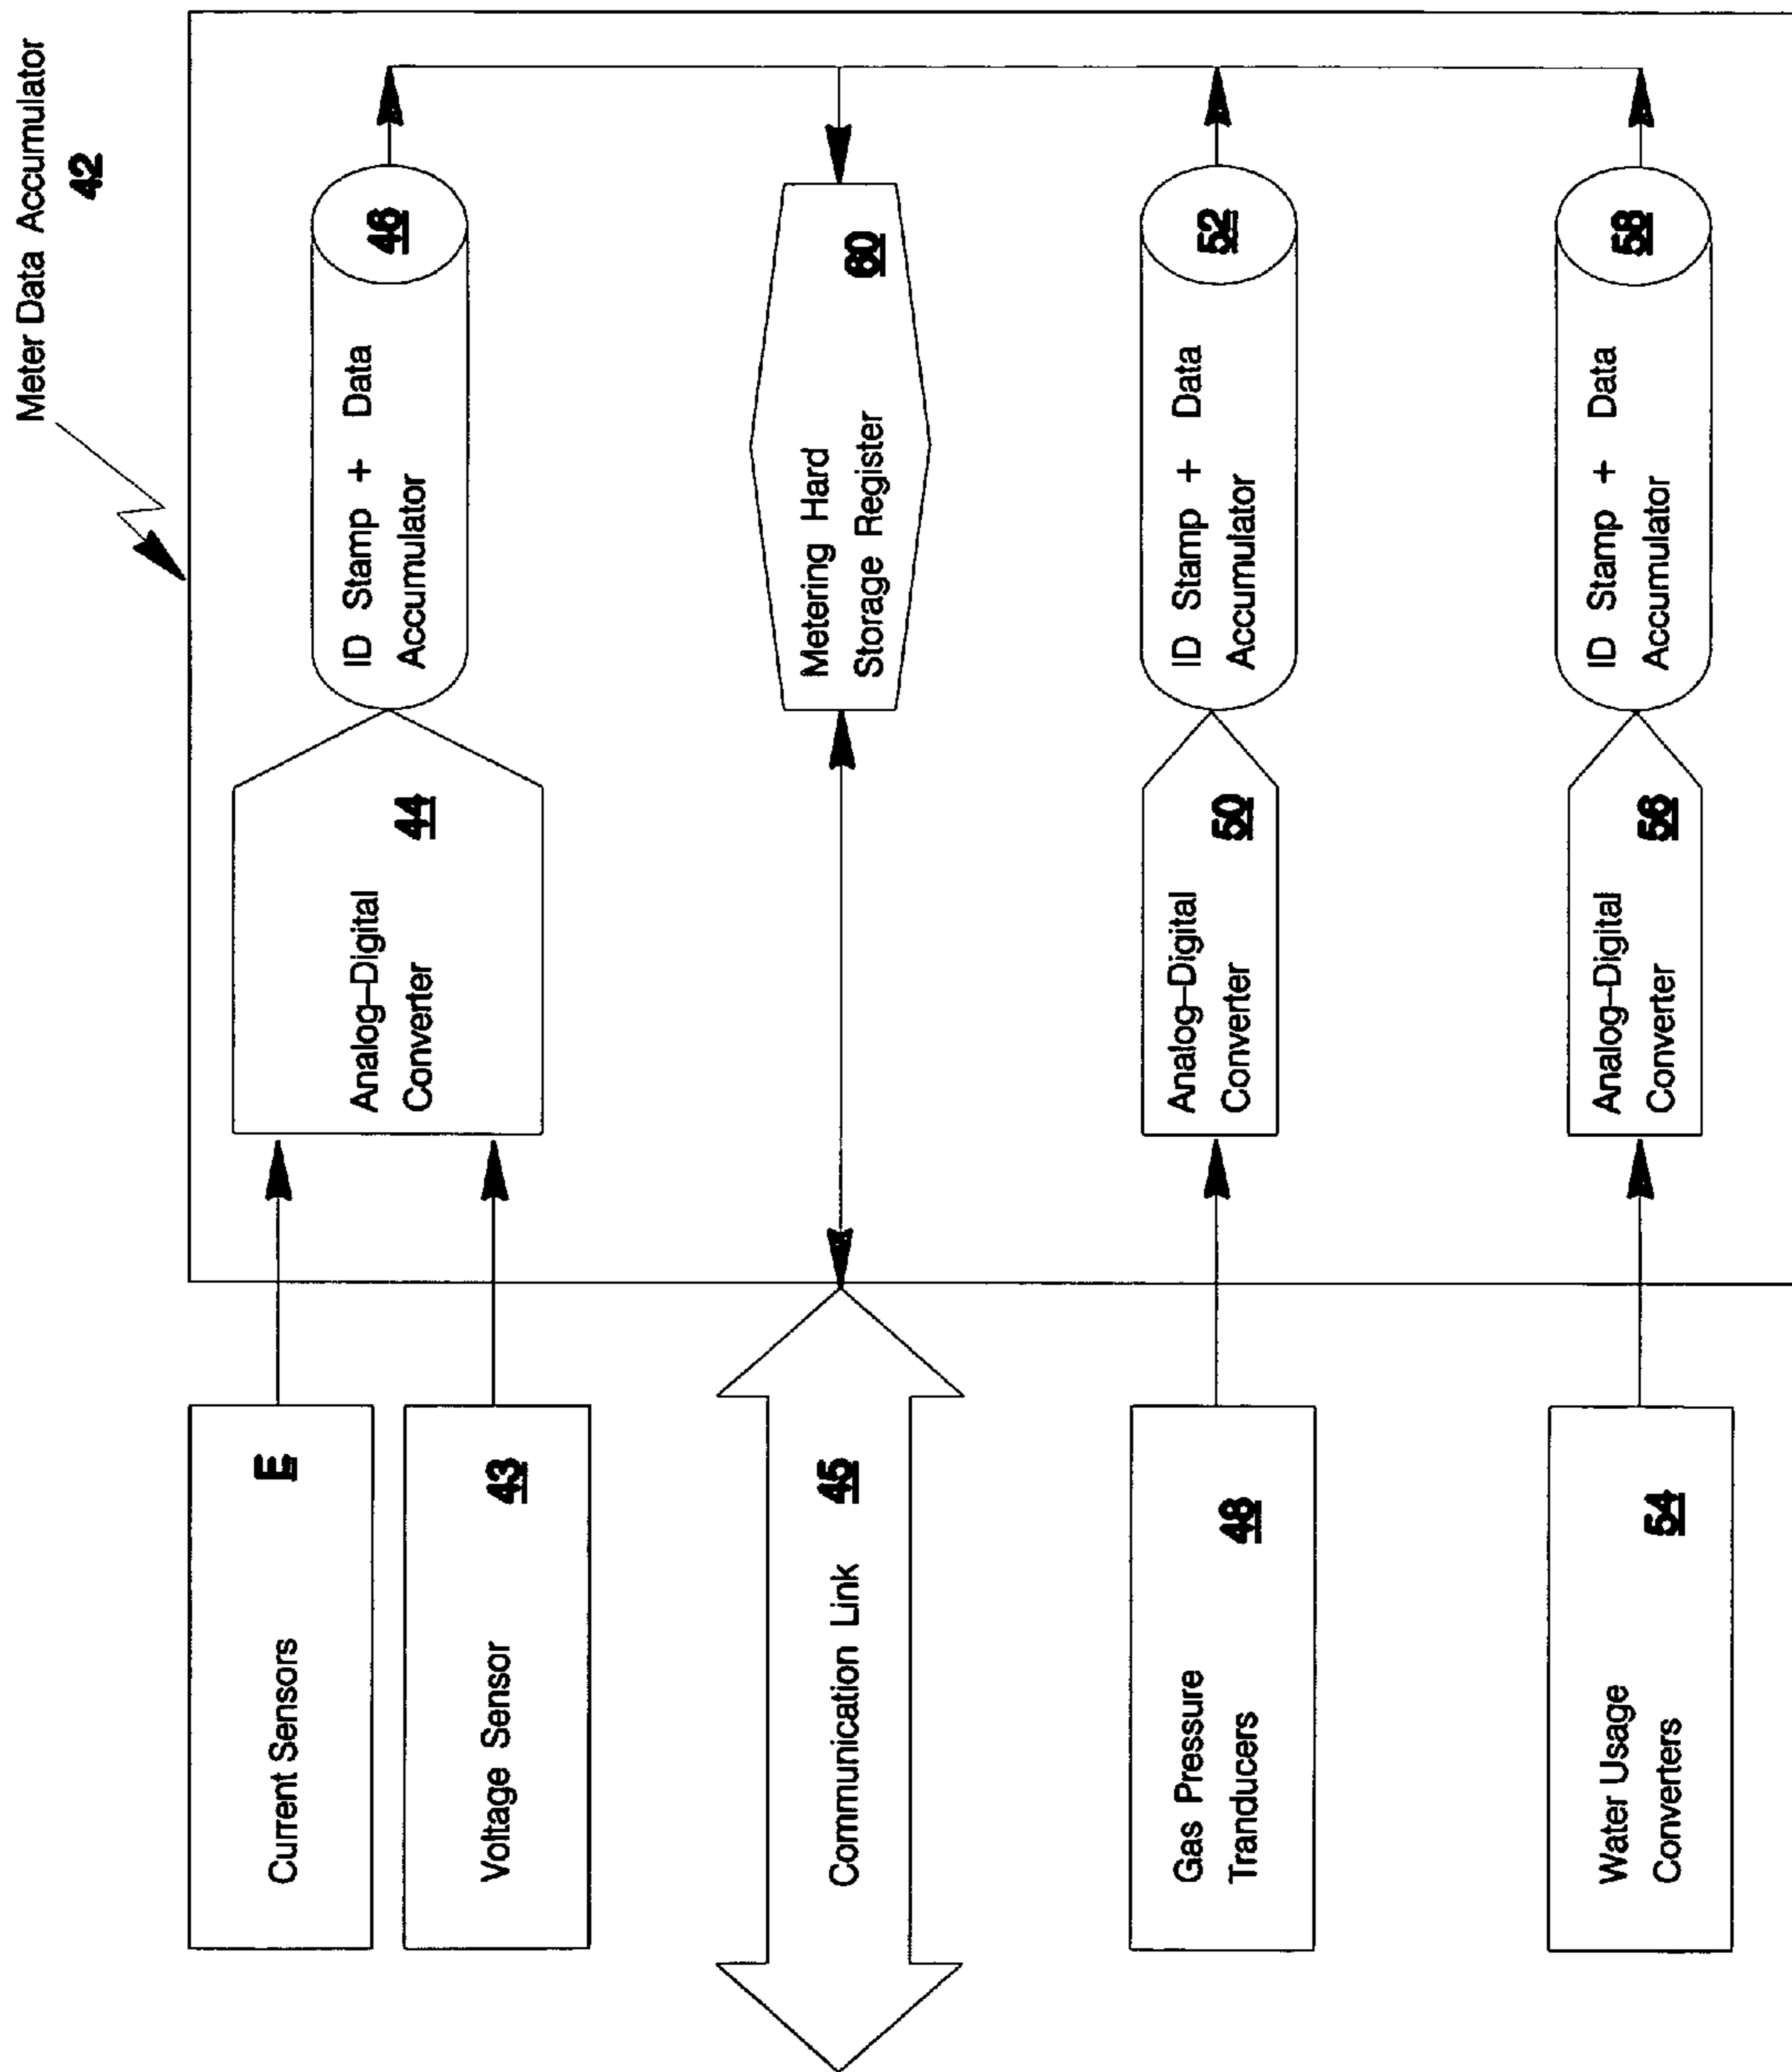 Meter Data Accumulator
42
Current Sensors E
Analog–Digital
Converter
44
ID Stamp + Data
Accumulator
46
Voltage Sensor 43
Communication Link 45
Metering Hard
Storage Register
60
Gas Pressure
Tranducers
48
Analog–Digital
Converter
50
ID Stamp + Data
Accumulator
52
Water Usage
Converters
54
Analog–Digital
Converter
56
ID Stamp + Data
Accumulator
58